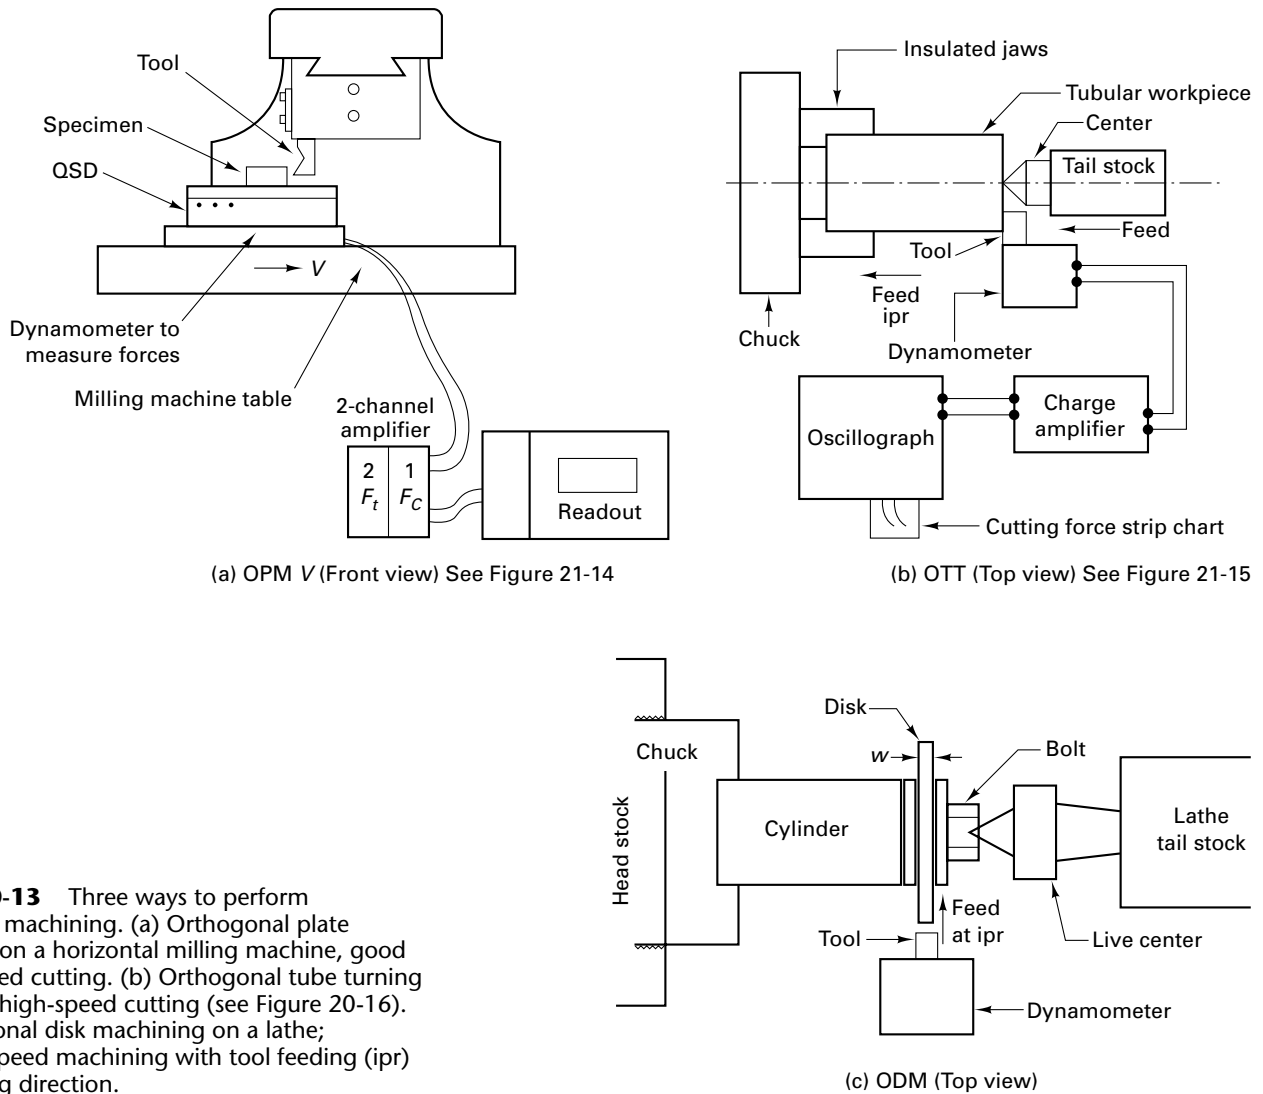 Tool
Specimen
QSD
V
Dynamometer to
measure forces
Milling machine table
2-channel
amplifier
2 1
Ft FC
Readout
(a) OPM V (Front view) See Figure 21-14
Insulated jaws
Tubular workpiece
Center
Tail stock
Feed
Tool
Feed
ipr
Chuck
Dynamometer
Oscillograph
Charge
amplifier
Cutting force strip chart
(b) OTT (Top view) See Figure 21-15
Disk
w
Bolt
Chuck
Head stock
Cylinder
Lathe
tail stock
Feed
at ipr
Tool
Live center
Dynamometer
(c) ODM (Top view)
-13 Three ways to perform
machining. (a) Orthogonal plate
on a horizontal milling machine, good
ed cutting. (b) Orthogonal tube turning
high-speed cutting (see Figure 20-16).
onal disk machining on a lathe;
peed machining with tool feeding (ipr)
g direction.